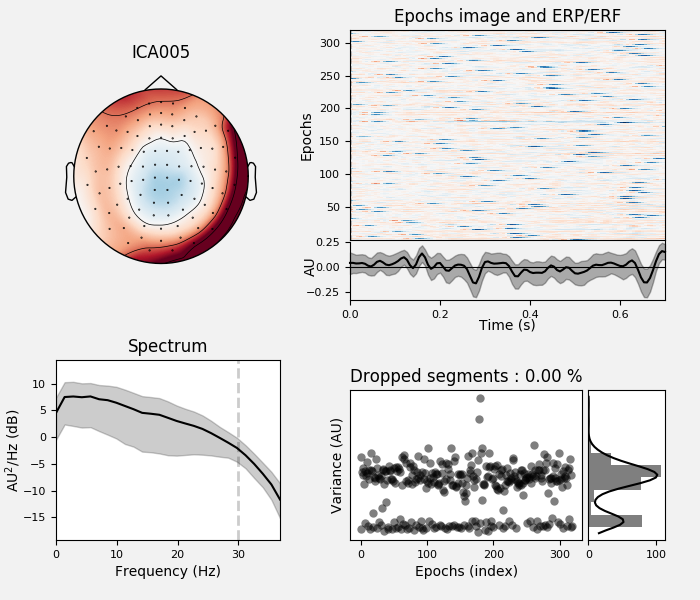 ICA005
Epochs image and ERP/ERF
Epochs
300
250
200
150
100
50
AU
0.25
0.00
−0.25
0.0 0.2 0.4 0.6
Time (s)
Spectrum
AU²/Hz (dB)
10
5
0
−5
−10
−15
0 10 20 30
Frequency (Hz)
Dropped segments : 0.00 %
Variance (AU)
0 100 200 300
Epochs (index)
0 100